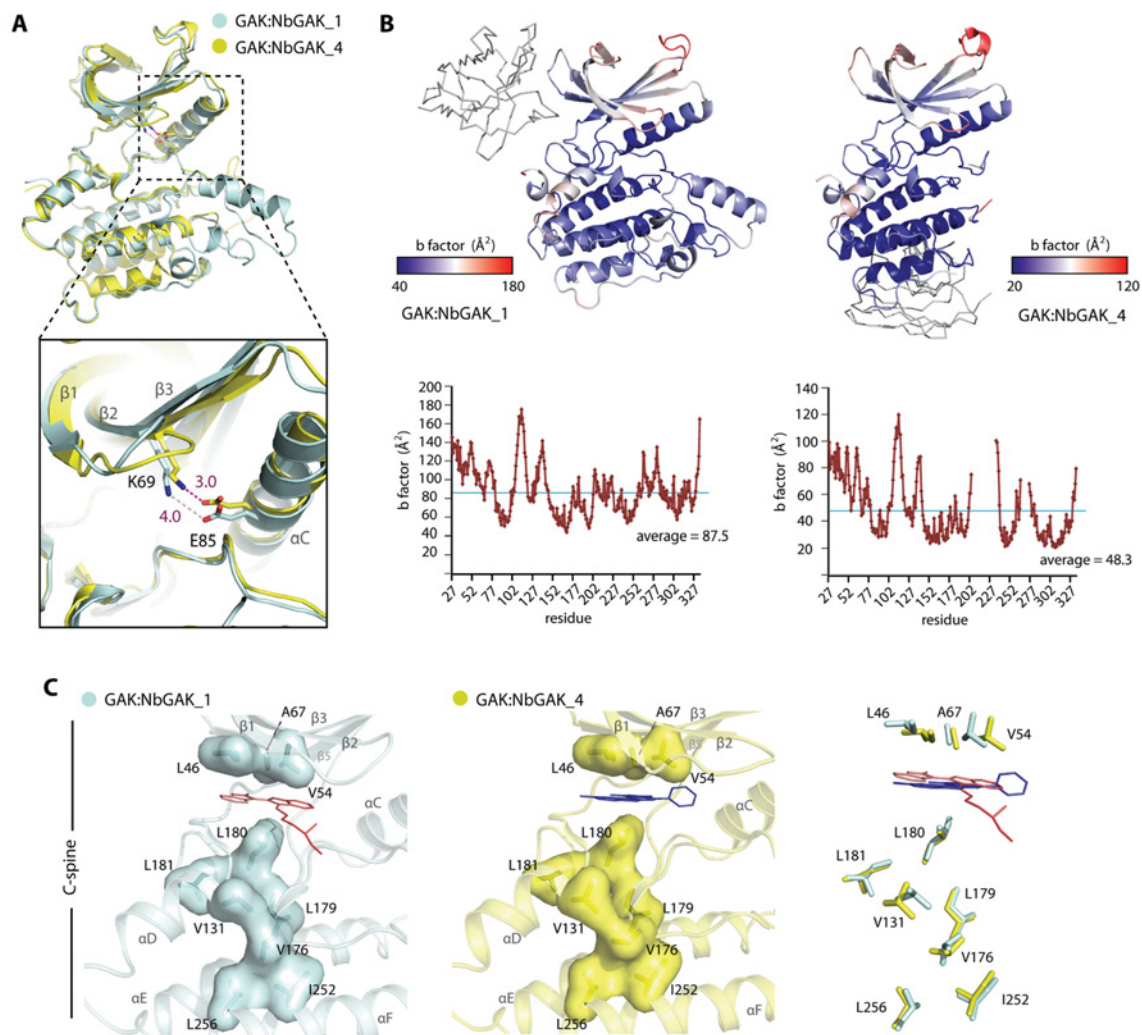 A
GAK:NbGAK_1
GAK:NbGAK_4
β1
β2
β3
K69
3.0
4.0
E85
αC
B
b factor (Å²)
40
180
GAK:NbGAK_1
b factor (Å²)
20
120
GAK:NbGAK_4
b factor (Å²)
200
180
160
140
120
100
80
60
40
20
0
average = 87.5
27
52
77
102
127
152
177
202
227
252
277
302
327
residue
b factor (Å²)
140
120
100
80
60
40
20
0
average = 48.3
27
52
77
102
127
152
177
202
227
252
277
302
327
residue
C
GAK:NbGAK_1
C-spine
A67
β1
β3
β5
β2
L46
V54
αC
L180
L181
L179
V131
V176
αD
αE
I252
L256
αF
GAK:NbGAK_4
A67
β1
β3
β5
β2
L46
V54
αC
L180
L181
L179
V131
V176
αD
αE
I252
L256
αF
L46
A67
V54
L180
L181
L179
V131
V176
L256
I252